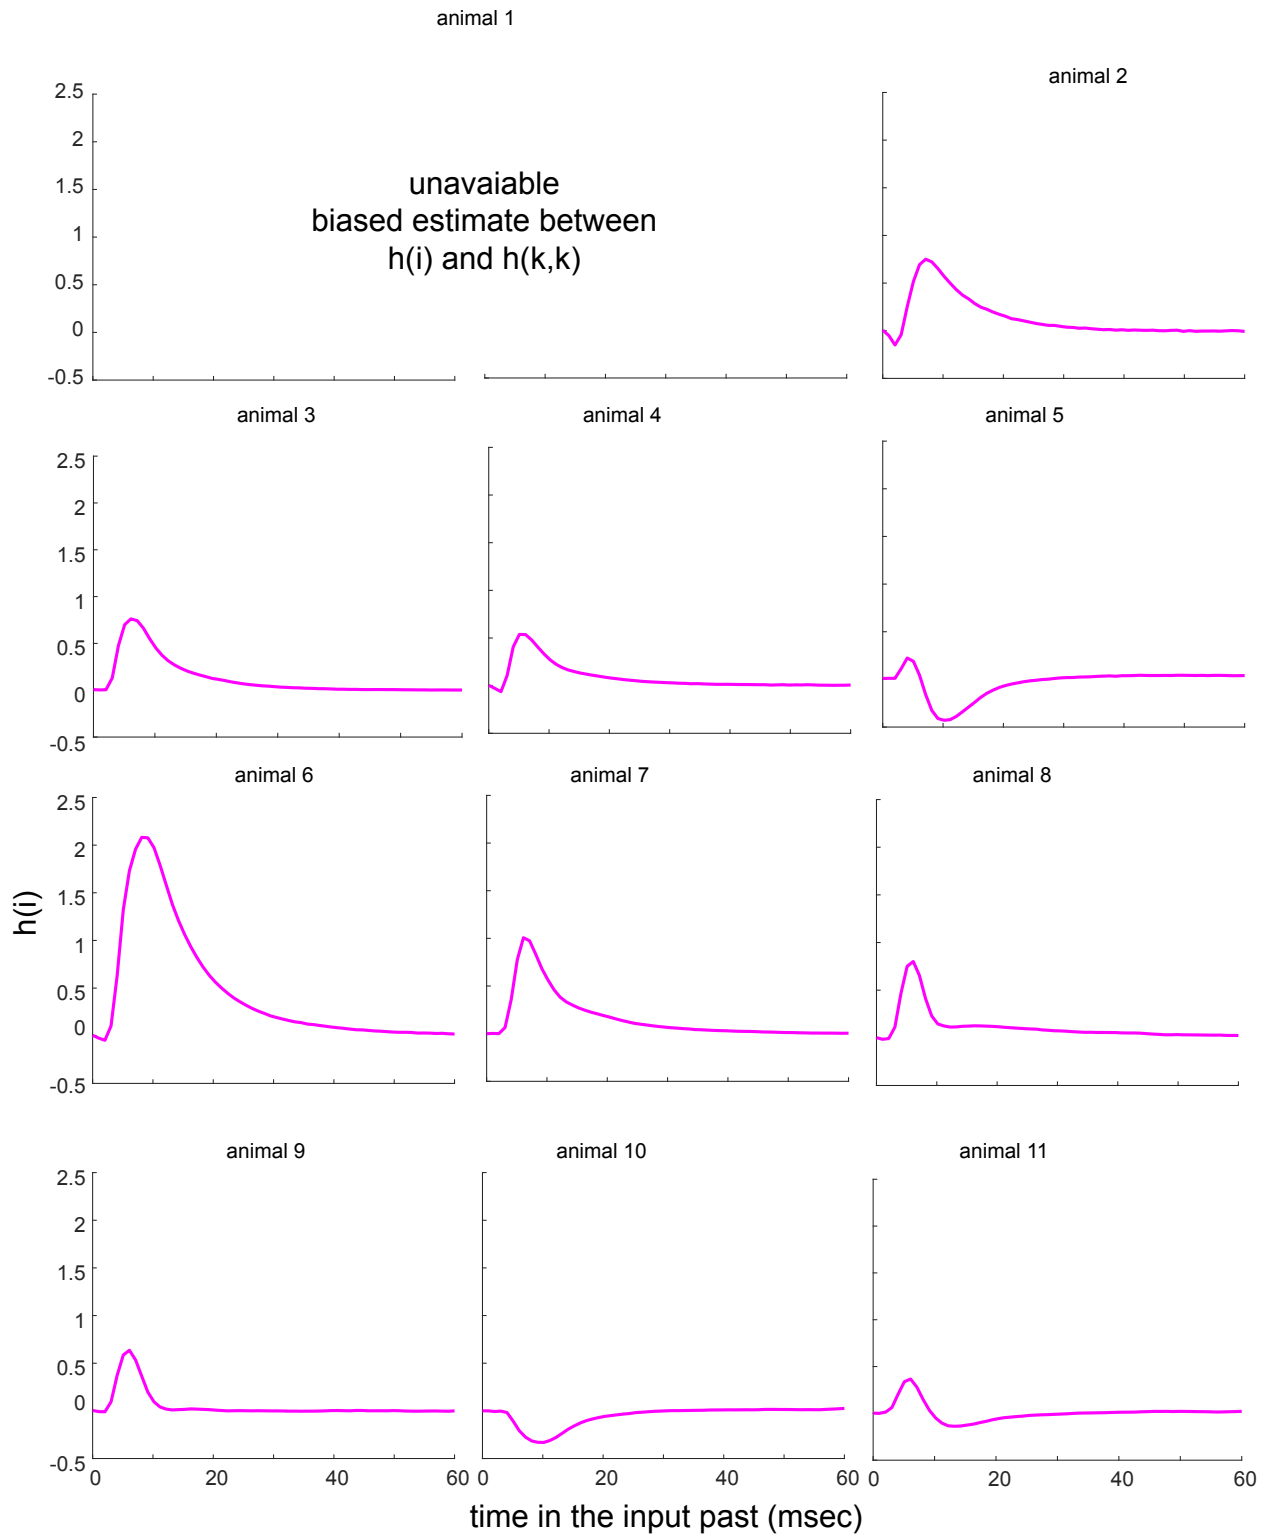 animal 1
animal 2
2.5
2
1.5
1
0.5
0
-0.5
unavaiable
biased estimate between
h(i) and h(k,k)
animal 3
animal 4
animal 5
2.5
2
1.5
1
0.5
0
-0.5
animal 6
animal 7
animal 8
2.5
2
1.5
1
0.5
0
-0.5
h(i)
animal 9
animal 10
animal 11
2.5
2
1.5
1
0.5
0
-0.5
0 20 40 60 0 20 40 60 0 20 40 60
time in the input past (msec)